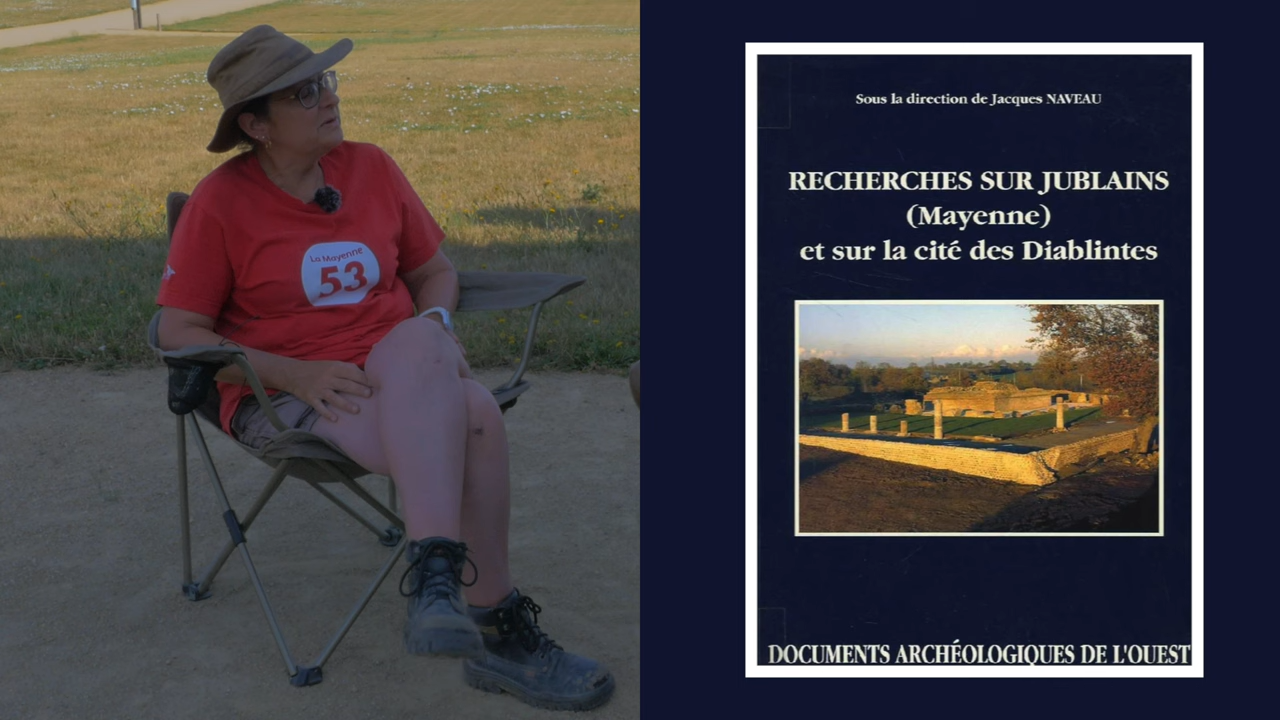 La Mayenne
53
Sous la direction de Jacques NAVEAU
RECHERCHES SUR JUBLAINS
(Mayenne)
et sur la cité des Diablintes
DOCUMENTS ARCHÉOLOGIQUES DE L'OUEST